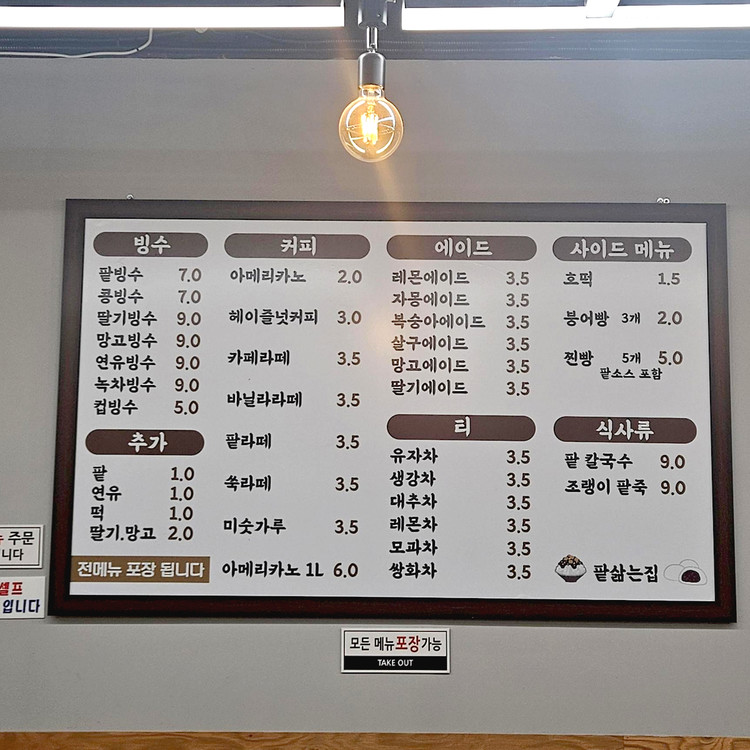 빙수
팥빙수 7.0
콩빙수 7.0
딸기빙수 9.0
망고빙수 9.0
연유빙수 9.0
녹차빙수 9.0
컵빙수 5.0
추가
팥 1.0
연유 1.0
떡 1.0
딸기.망고 2.0
전메뉴 포장 됩니다
커피
아메리카노 2.0
헤이즐넛커피 3.0
카페라떼 3.5
바닐라라떼 3.5
팥라떼 3.5
쑥라떼 3.5
미숫가루 3.5
아메리카노 1L 6.0
에이드
레몬에이드 3.5
자몽에이드 3.5
복숭아에이드 3.5
살구에이드 3.5
망고에이드 3.5
딸기에이드 3.5
티
유자차 3.5
생강차 3.5
대추차 3.5
레몬차 3.5
모과차 3.5
쌍화차 3.5
사이드 메뉴
호떡 1.5
붕어빵 3개 2.0
찐빵 5개 5.0
팥소스 포함
식사류
팥 칼국수 9.0
조랭이 팥죽 9.0
팥삶는집
주문
니다
셀프
입니다
모든 메뉴포장가능
TAKE OUT